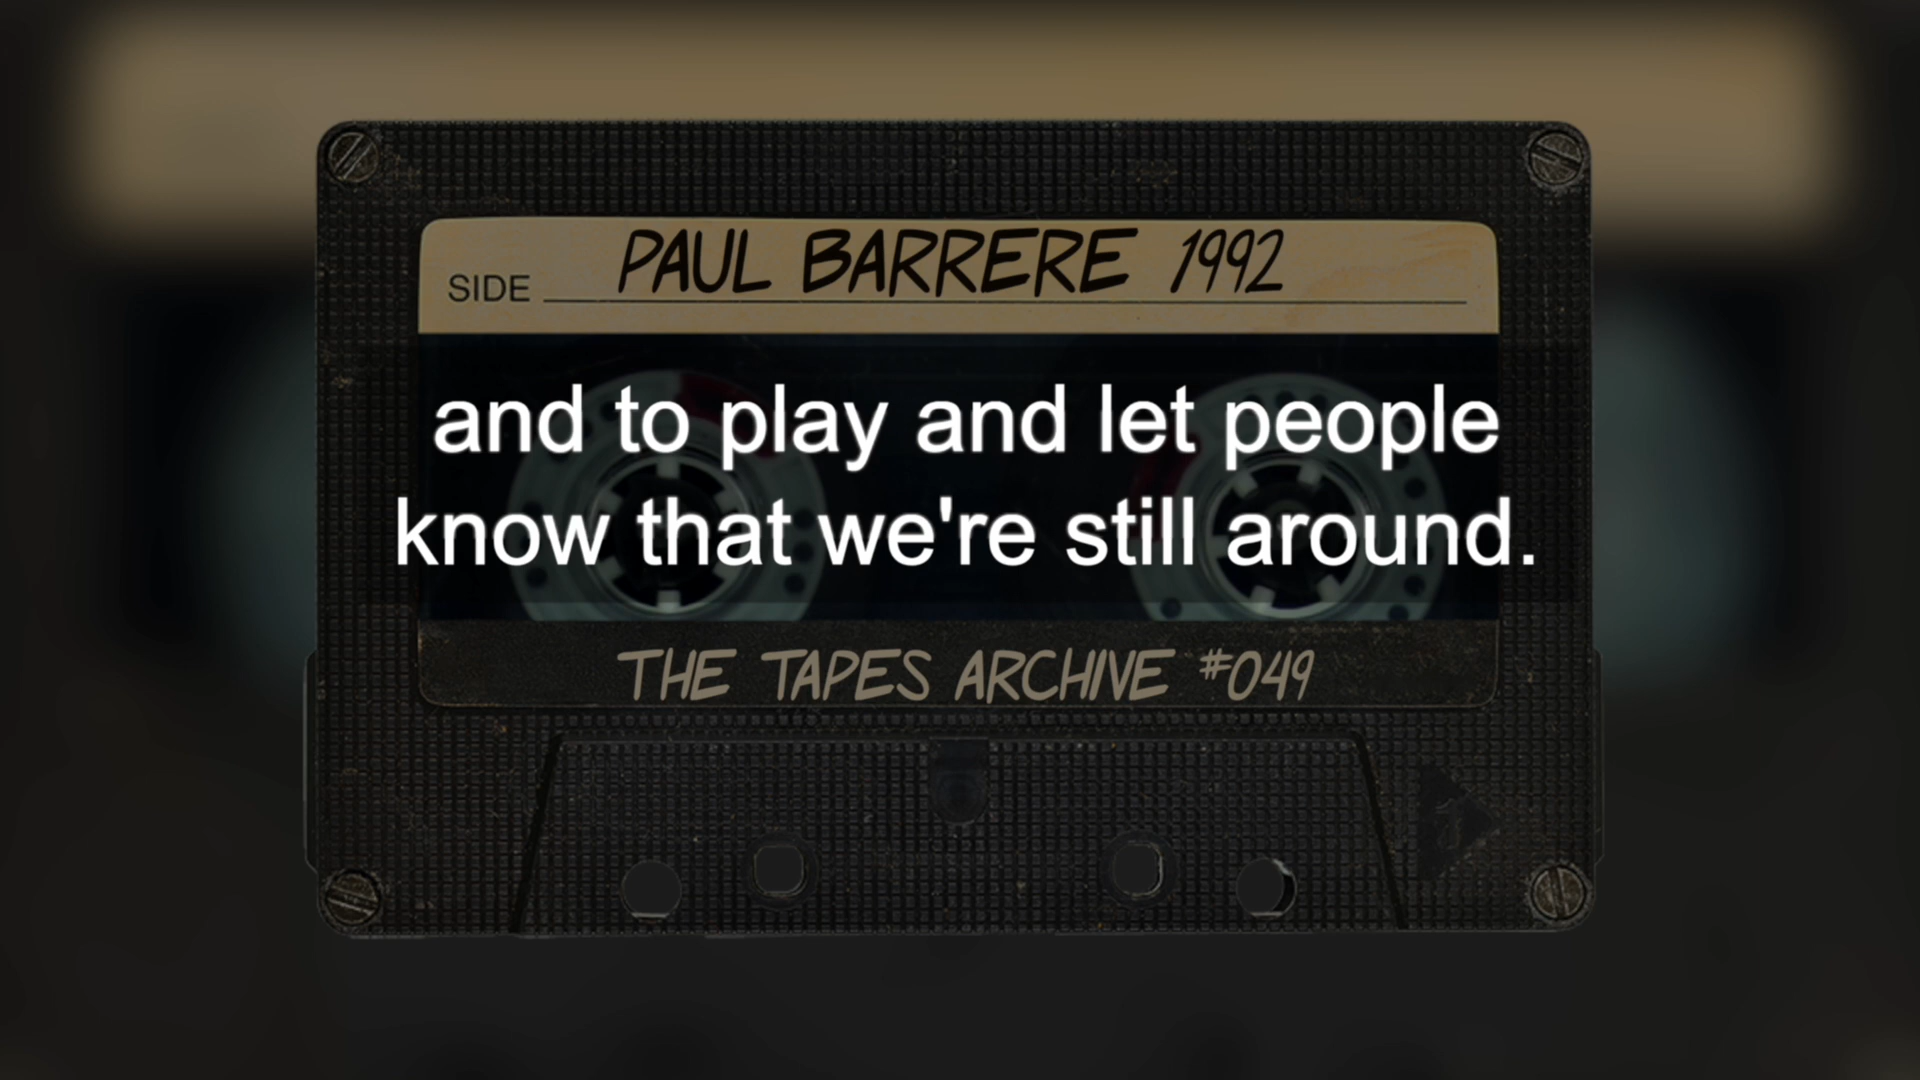 PAUL BARRERE 1992
SIDE
and to play and let people
know that we're still around.
THE TAPES ARCHIVE #049